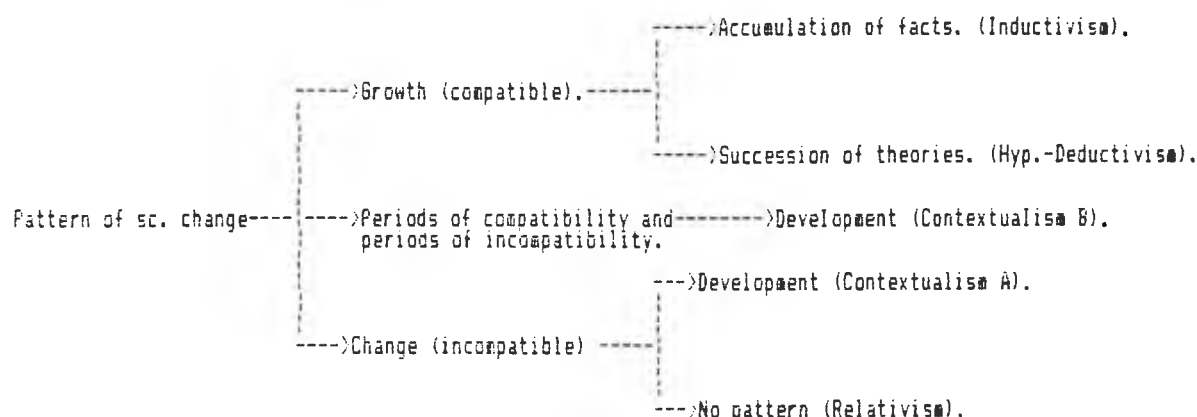 Accumulation of facts. (Inductivism).
Growth (compatible).
Succession of theories. (Hyp.-Deductivism).
Pattern of sc. change
Periods of compatibility and
periods of incompatibility.
Development (Contextualism B).
Development (Contextualism A).
Change (incompatible)
No pattern (Relativism).